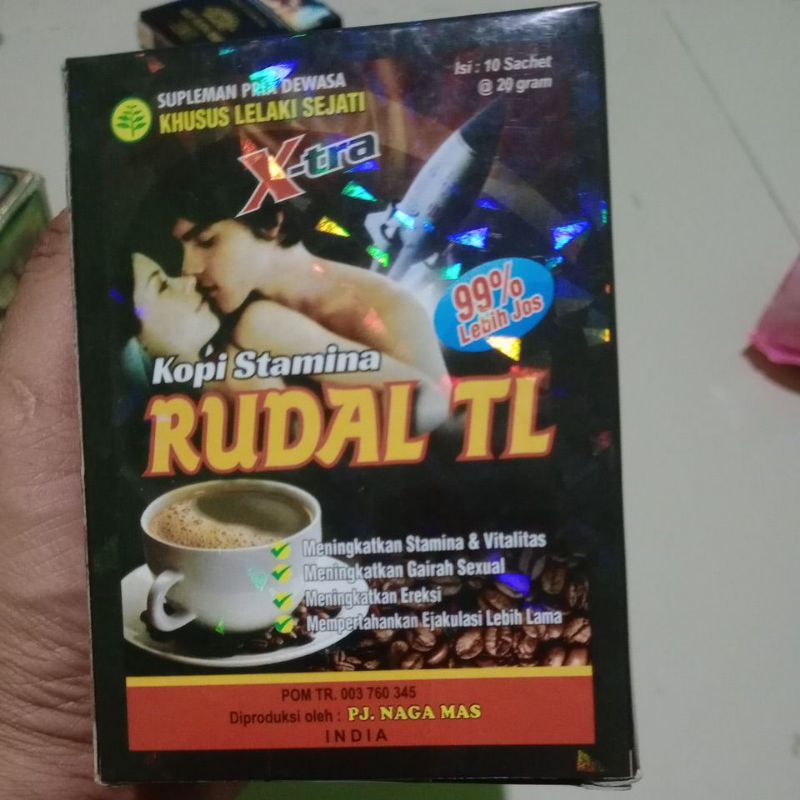 SUPLEMAN PRIA DEWASA
KHUSUS LELAKI SEJATI
Isi : 10 Sachet
@ 20 gram
X-tra
99%
Lebih Jos
Kopi Stamina
RUDAL TL
Meningkatkan Stamina & Vitalitas
Meningkatkan Gairah Sexual
Meningkatkan Ereksi
Mempertahankan Ejakulasi Lebih Lama
POM TR. 003 760 345
Diproduksi oleh : PJ. NAGA MAS
INDIA